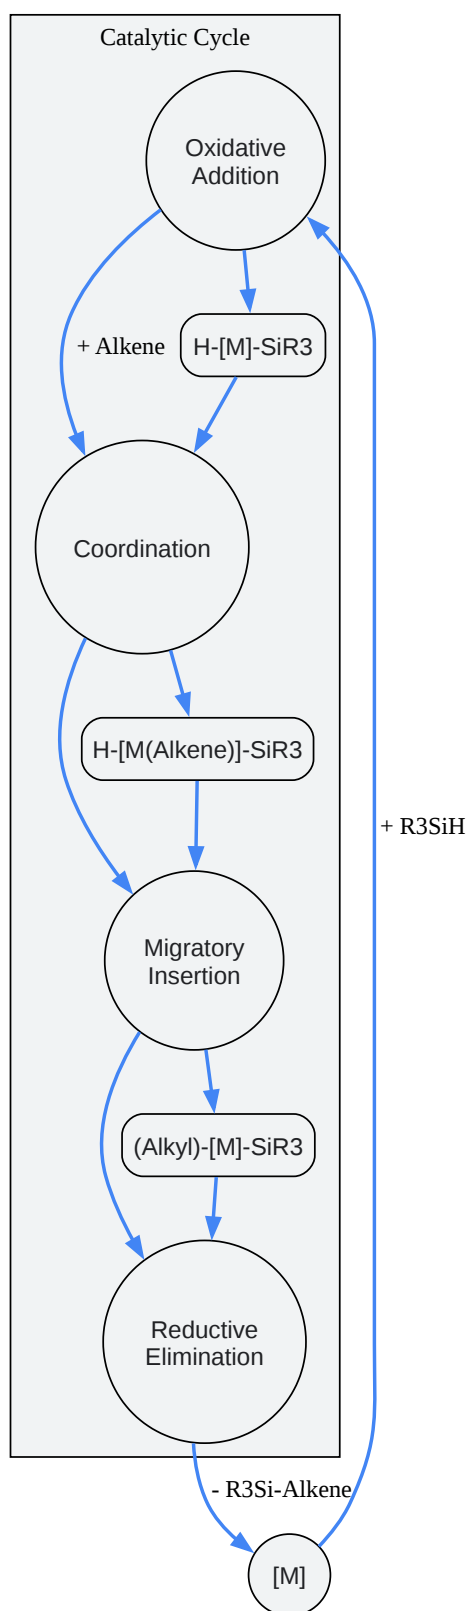 Catalytic Cycle
Oxidative
Addition
+ Alkene
H-[M]-SiR3
Coordination
H-[M(Alkene)]-SiR3
+ R3SiH
Migratory
Insertion
(Alkyl)-[M]-SiR3
Reductive
Elimination
- R3Si-Alkene
[M]